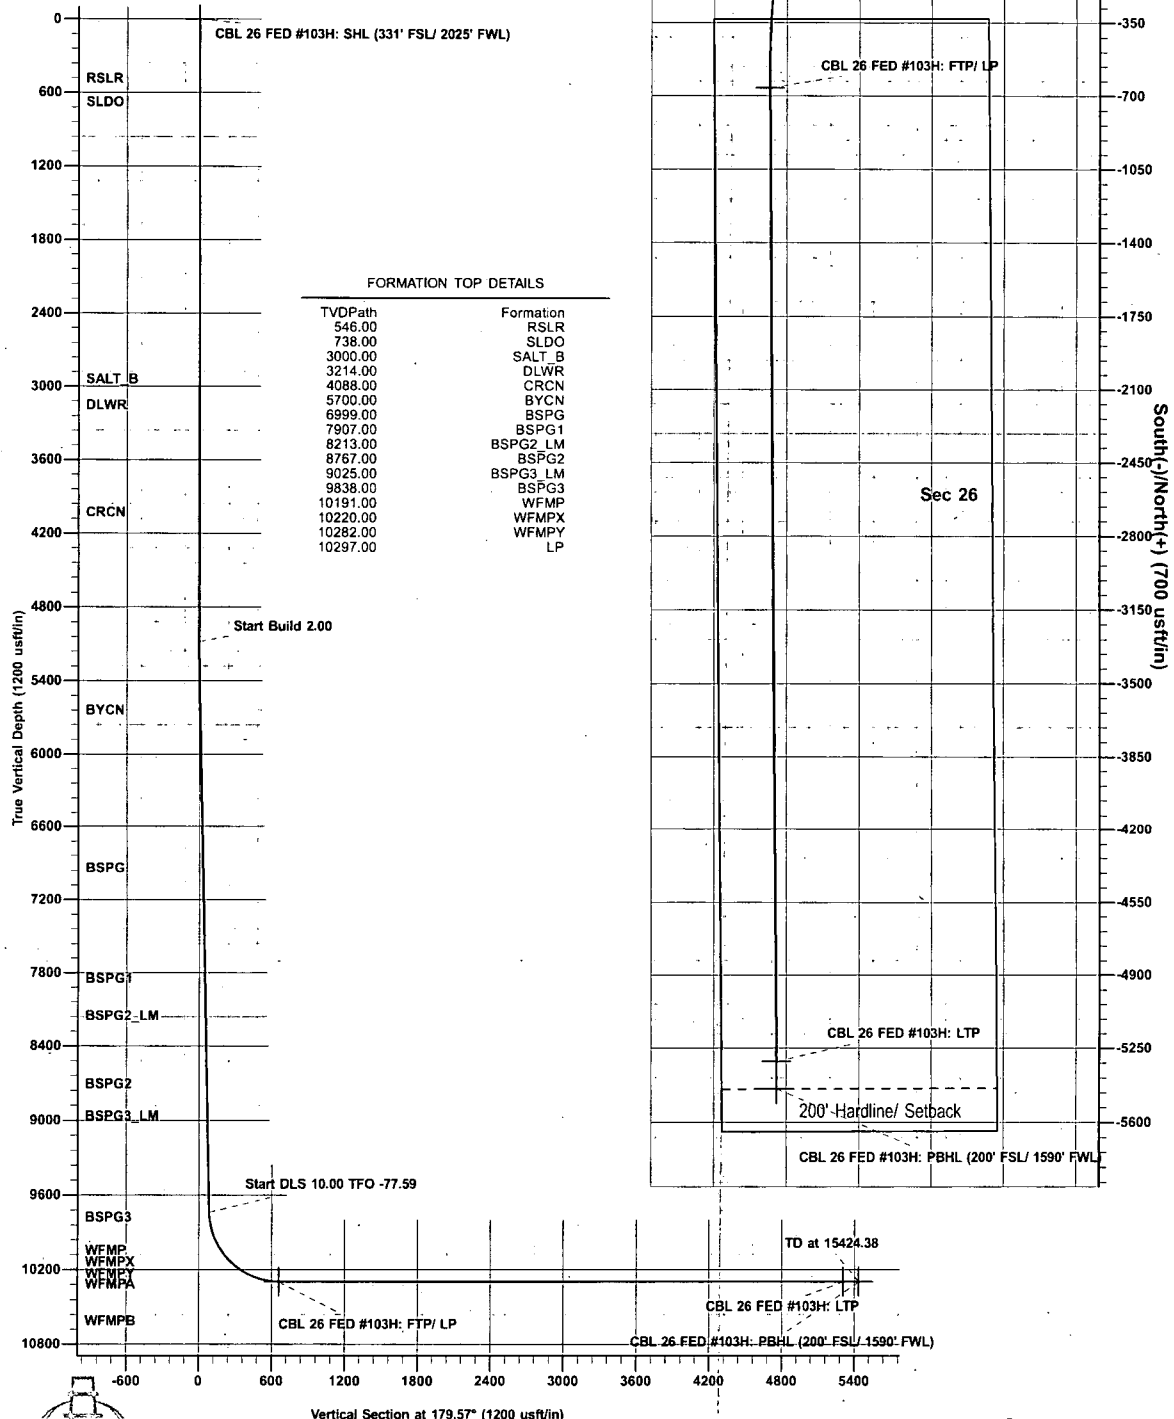 0
CBL 26 FED #103H: SHL (331' FSL/ 2025' FWL)
RSLR
600
SLDO
1200
1800
2400
SALT_B
3000
DLWR
3600
CRCN
4200
4800
Start Build 2.00
5400
BYCN
6000
6600
BSPG
7200
7800
BSPG1
BSPG2_LM
8400
BSPG2
BSPG3_LM
9000
Start DLS 10.00 TFO -77.59
9600
BSPG3
WFMP
WFMPX
10200
WFMPY
WFMPA
WFMPB
10800
True Vertical Depth (1200 usft/in)
CBL 26 FED #103H: FTP/ LP
TD at 15424.38
CBL 26 FED #103H: LTP
CBL 26 FED #103H: PBHL (200' FSL/ 1590' FWL)
-600 0 600 1200 1800 2400 3000 3600 4200 4800 5400
Vertical Section at 179.57° (1200 usft/in)
FORMATION TOP DETAILS
TVDPath Formation
546.00 RSLR
738.00 SLDO
3000.00 SALT_B
3214.00 DLWR
4088.00 CRCN
5700.00 BYCN
6999.00 BSPG
7907.00 BSPG1
8213.00 BSPG2_LM
8767.00 BSPG2
9025.00 BSPG3_LM
9838.00 BSPG3
10191.00 WFMP
10220.00 WFMPX
10282.00 WFMPY
10297.00 LP
-350
CBL 26 FED #103H: FTP/ LP
-700
-1050
-1400
-1750
-2100
-2450
Sec 26
-2800
-3150
-3500
-3850
-4200
-4550
-4900
CBL 26 FED #103H: LTP
-5250
200' Hardline/ Setback
-5600
CBL 26 FED #103H: PBHL (200' FSL/ 1590' FWL)
South(-)/North(+) (700 usft/in)